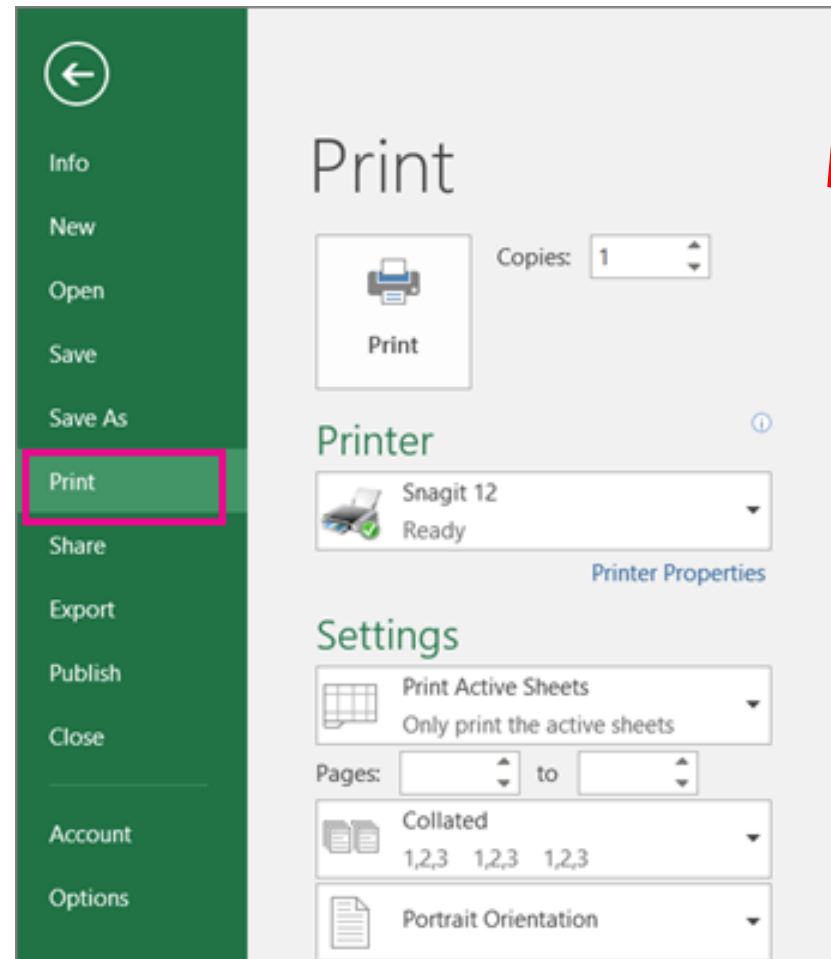 Info
New
Open
Save
Save As
Print
Share
Export
Publish
Close
Account
Options
Print
Copies: 1
Print
Printer
Snagit 12
Ready
Printer Properties
Settings
Print Active Sheets
Only print the active sheets
Pages: to
Collated
1,2,3 1,2,3 1,2,3
Portrait Orientation